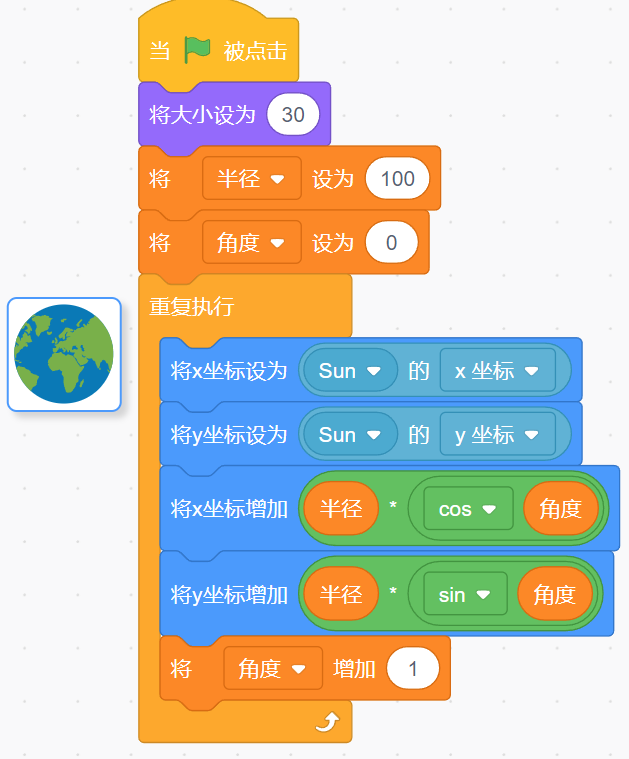 当 被点击
将大小设为 30
将 半径 设为 100
将 角度 设为 0
重复执行
将x坐标设为 Sun 的 x 坐标
将y坐标设为 Sun 的 y 坐标
将x坐标增加 半径 * cos 角度
将y坐标增加 半径 * sin 角度
将 角度 增加 1